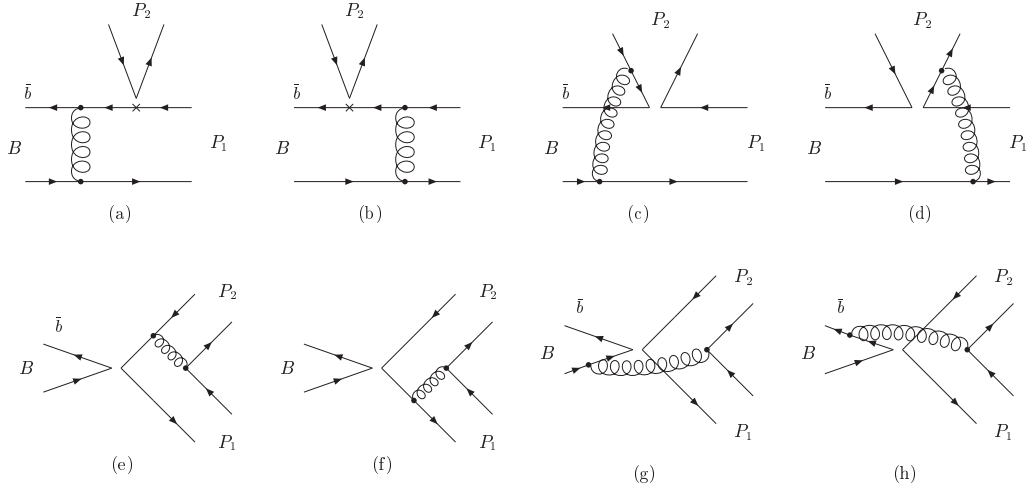 P₂ P₂ P₂ P₂
b̄ b̄ b̄ b̄
B P₁ B P₁ B P₁ B P₁
(a) (b) (c) (d)
P₂ P₂ P₂ P₂
b̄ b̄ b̄
B B B B
P₁ P₁ P₁ P₁
(e) (f) (g) (h)